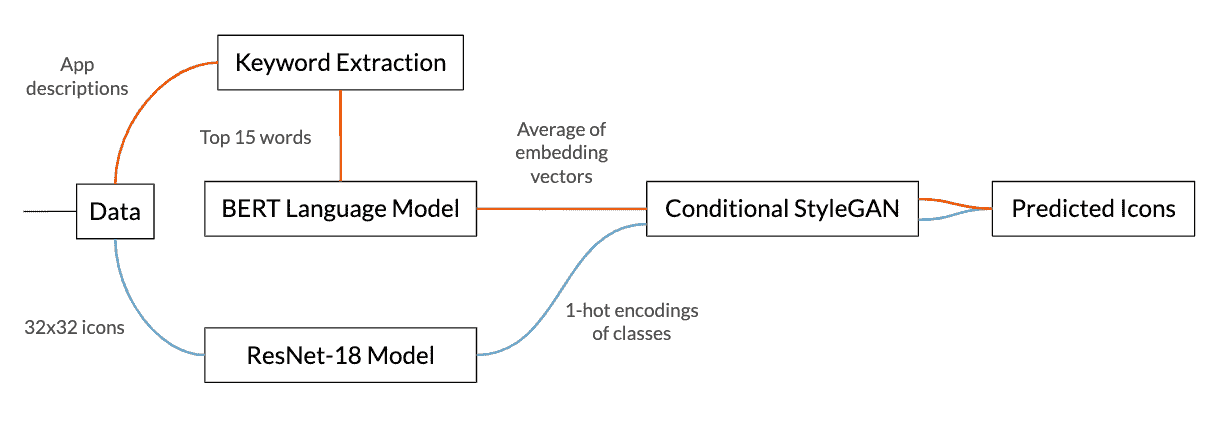 App
descriptions
Keyword Extraction
Top 15 words
Average of
embedding
vectors
Data
BERT Language Model
Conditional StyleGAN
Predicted Icons
32x32 icons
1-hot encodings
of classes
ResNet-18 Model